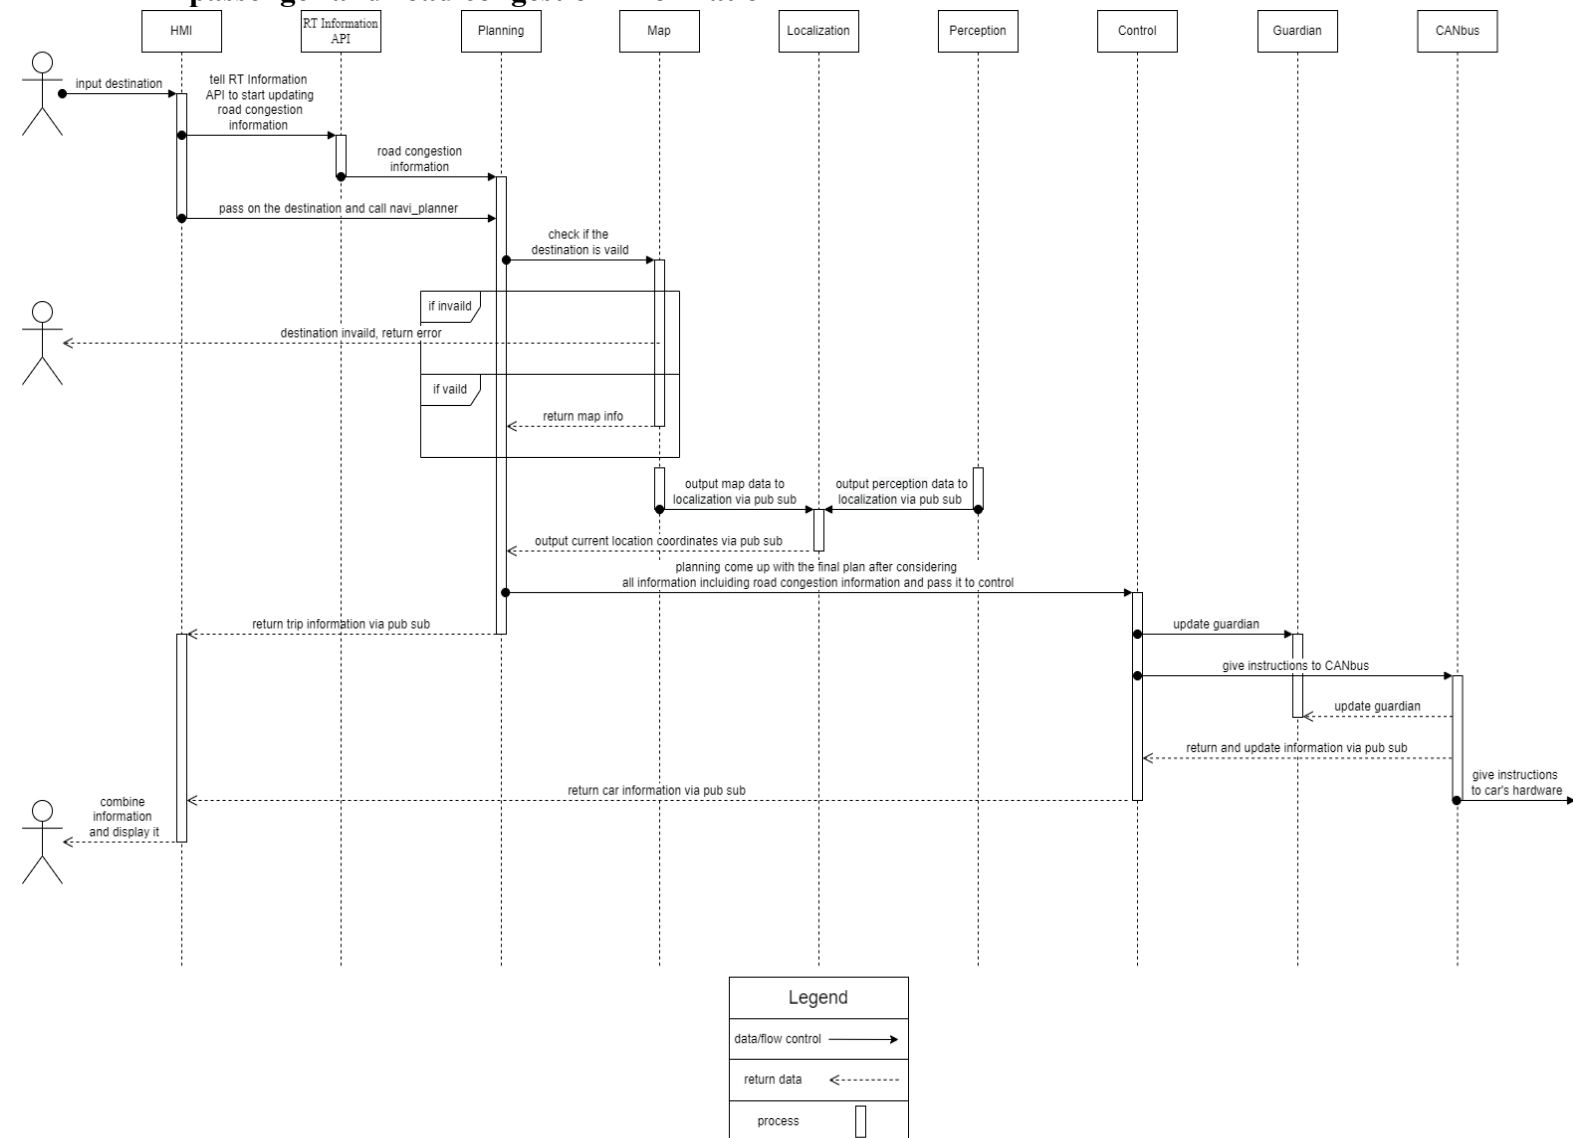 passenger and road congestion information
HMI
RT Information
API
Planning
Map
Localization
Perception
Control
Guardian
CANbus
input destination
tell RT Information
API to start updating
road congestion
information
road congestion
information
pass on the destination and call navi_planner
check if the
destination is vaild
if invaild
destination invaild, return error
if vaild
return map info
output map data to
localization via pub sub
output perception data to
localization via pub sub
output current location coordinates via pub sub
planning come up with the final plan after considering
all information incluiding road congestion information and pass it to control
return trip information via pub sub
update guardian
give instructions to CANbus
update guardian
return and update information via pub sub
give instructions
to car's hardware
return car information via pub sub
combine
information
and display it
Legend
data/flow control
return data
process